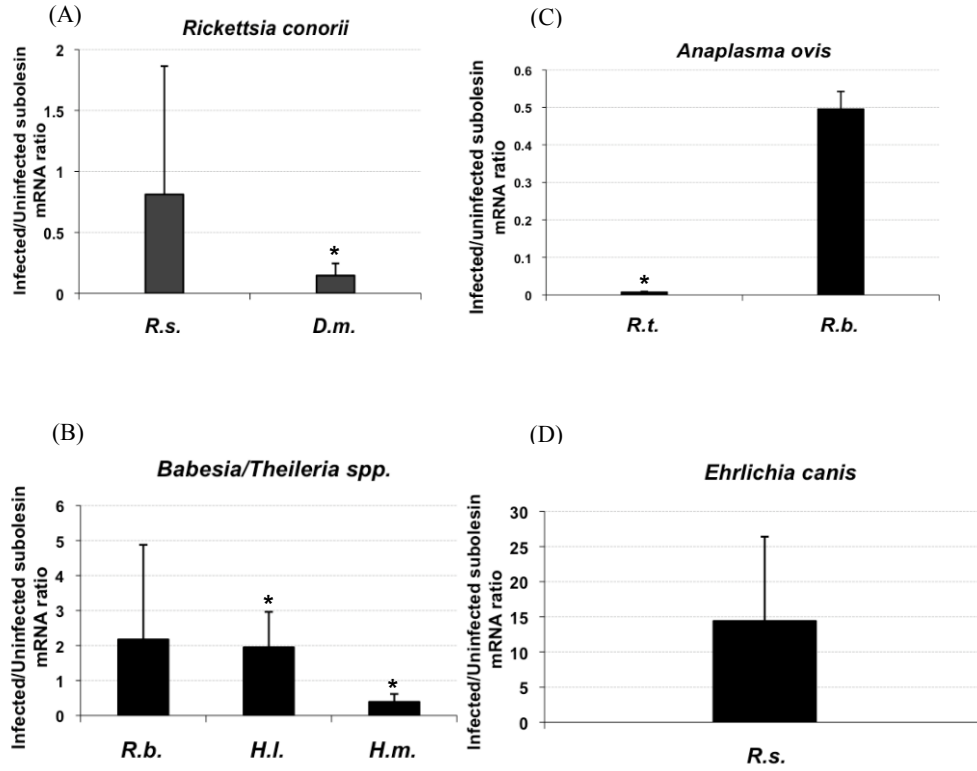 (A)
Rickettsia conorii
Infected/Uninfected subolesin
mRNA ratio
2
1.5
1
0.5
0
*
R.s.
D.m.
(C)
Anaplasma ovis
Infected/uninfected subolesin
mRNA ratio
0.6
0.5
0.4
0.3
0.2
0.1
0
*
R.t.
R.b.
(B)
Babesia/Theileria spp.
Infected/Uninfected subolesin
mRNA ratio
6
5
4
3
2
1
0
*
*
R.b.
H.l.
H.m.
(D)
Ehrlichia canis
Infected/Uninfected subolesin
mRNA ratio
30
25
20
15
10
5
0
R.s.